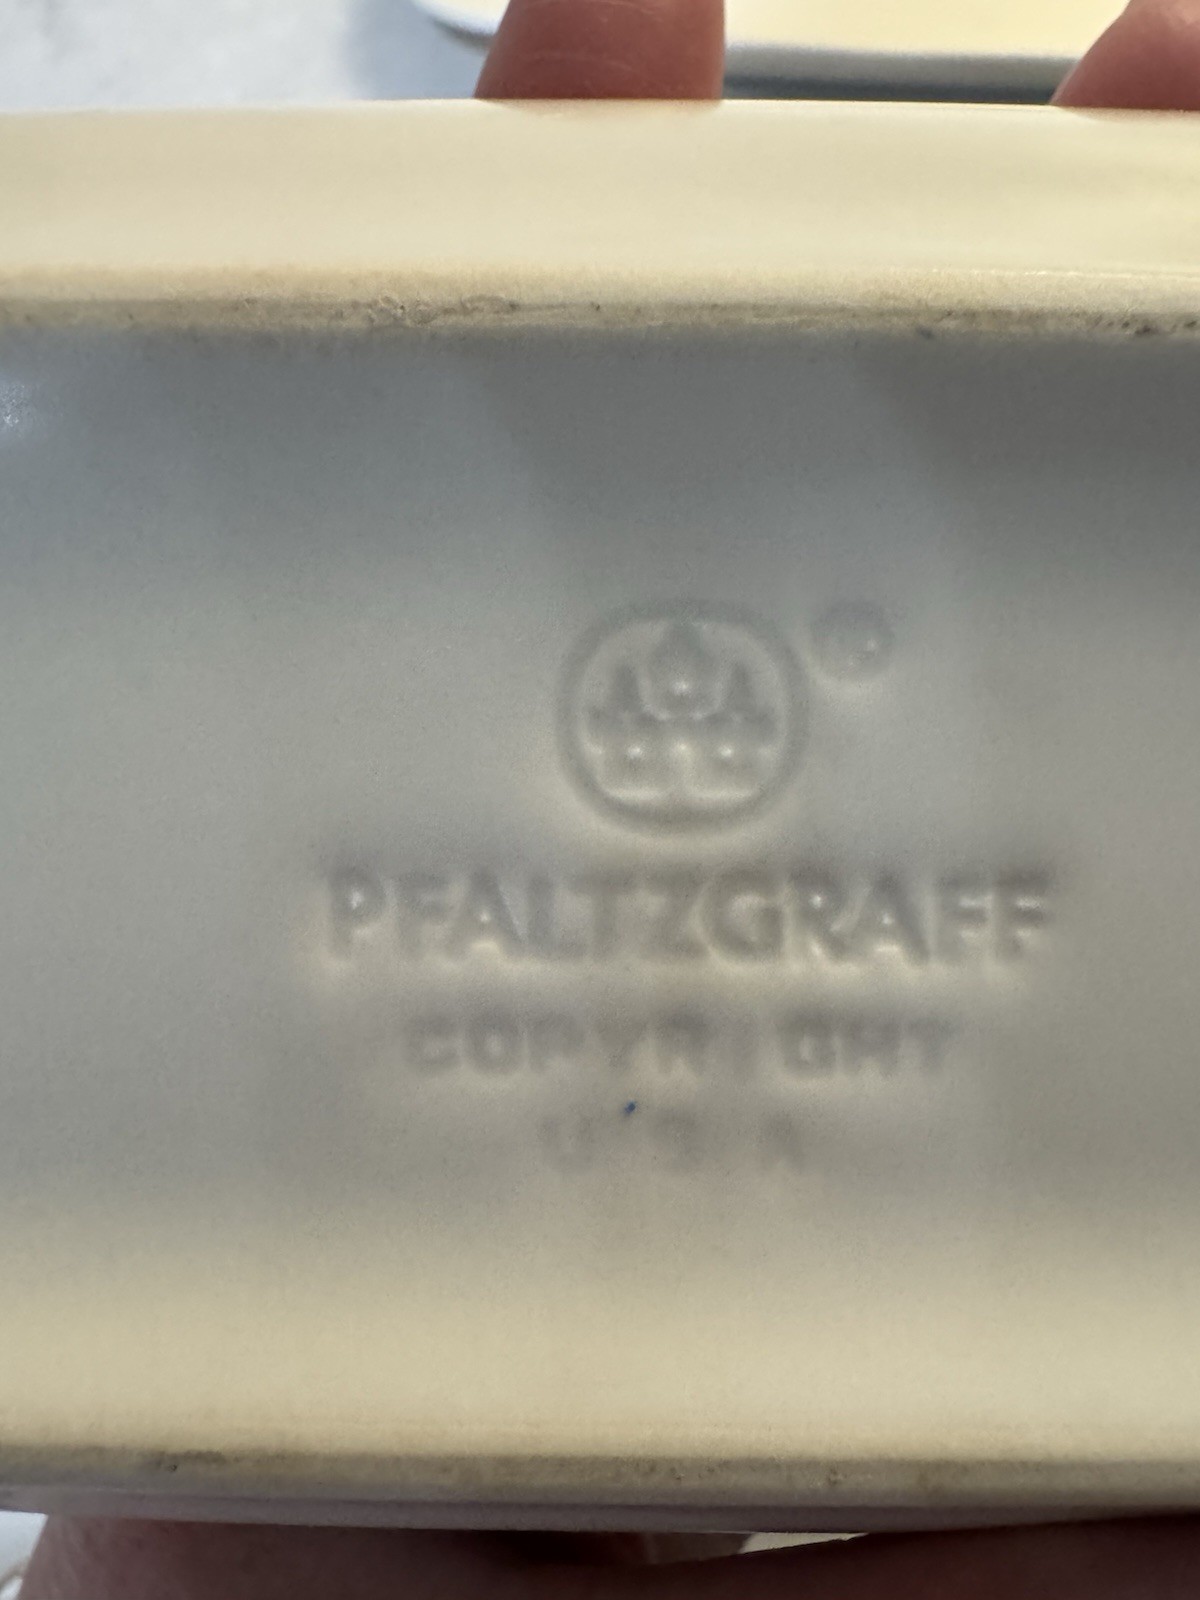 ®
PFALTZGRAFF
COPYRIGHT
U S A